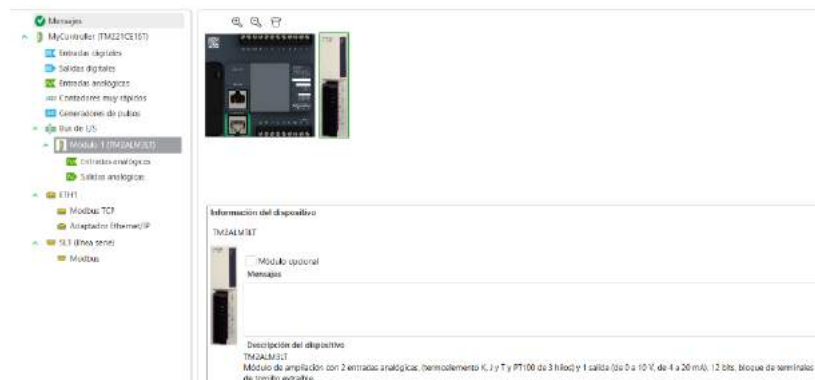 Mensajes
MyController (TM221CE16T)
Entradas digitales
Salidas digitales
Entradas analógicas
Contadores muy rápidos
Generadores de pulsos
Bus de E/S
Módulo 1 (TM2ALM3LT)
Entradas analógicas
Salidas analógicas
ETH1
Modbus TCP
Adaptador Ethernet/IP
SL1 (línea serie)
Modbus
Información del dispositivo
TM2ALM3LT
Módulo opcional
Mensajes
Descripción del dispositivo
TM2ALM3LT
Módulo de ampliación con 2 entradas analógicas, (termoelemento K, J y T y PT100 de 3 hilos) y 1 salida (de 0 a 10 V, de 4 a 20 mA), 12 bits, bloque de terminales
de tornillo extraíble.